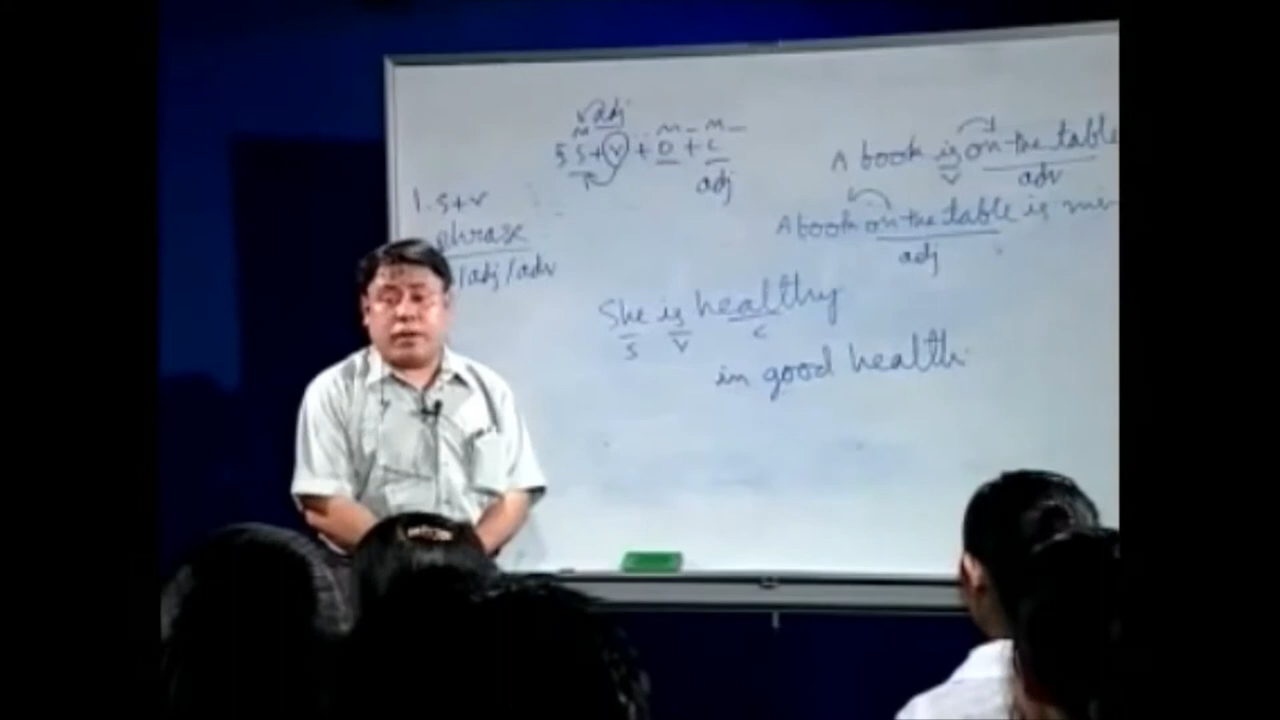 adj
n n n
5 S + V + O + C
adj
1. S + V
phrase
/adj/adv
A book is on the table
V adv
A book on the table is
adj
She is healthy
S V C
in good health